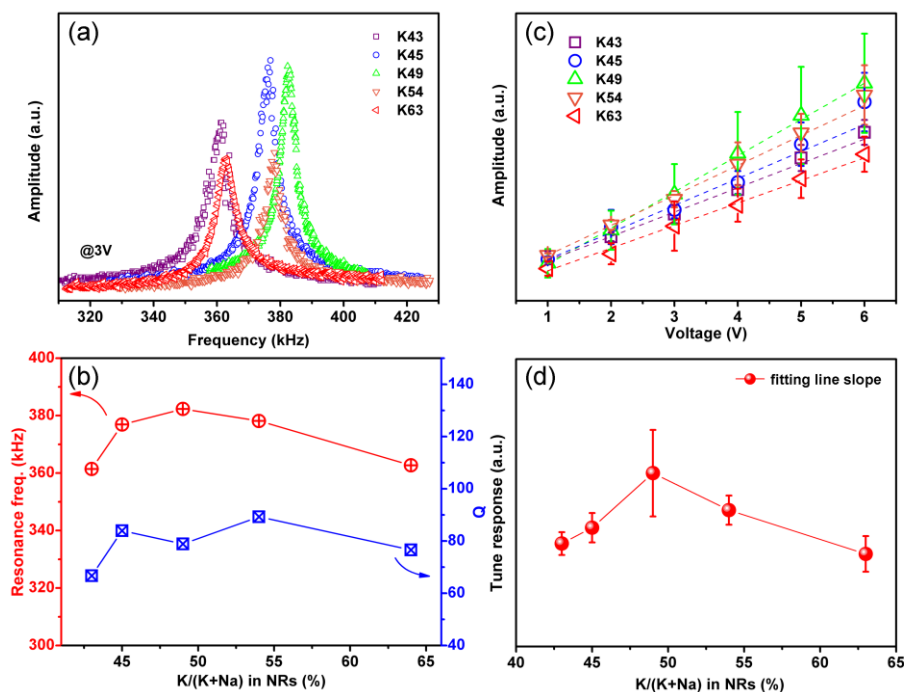 (a)
K43
K45
K49
K54
K63
@3V
Amplitude (a.u.)
320 340 360 380 400 420
Frequency (kHz)
(c)
K43
K45
K49
K54
K63
Amplitude (a.u.)
1 2 3 4 5 6
Voltage (V)
(b)
400
380
360
340
320
300
Resonance freq. (kHz)
140
120
100
80
60
40
Q
45 50 55 60 65
K/(K+Na) in NRs (%)
(d)
fitting line slope
Tune response (a.u.)
40 45 50 55 60 65
K/(K+Na) in NRs (%)